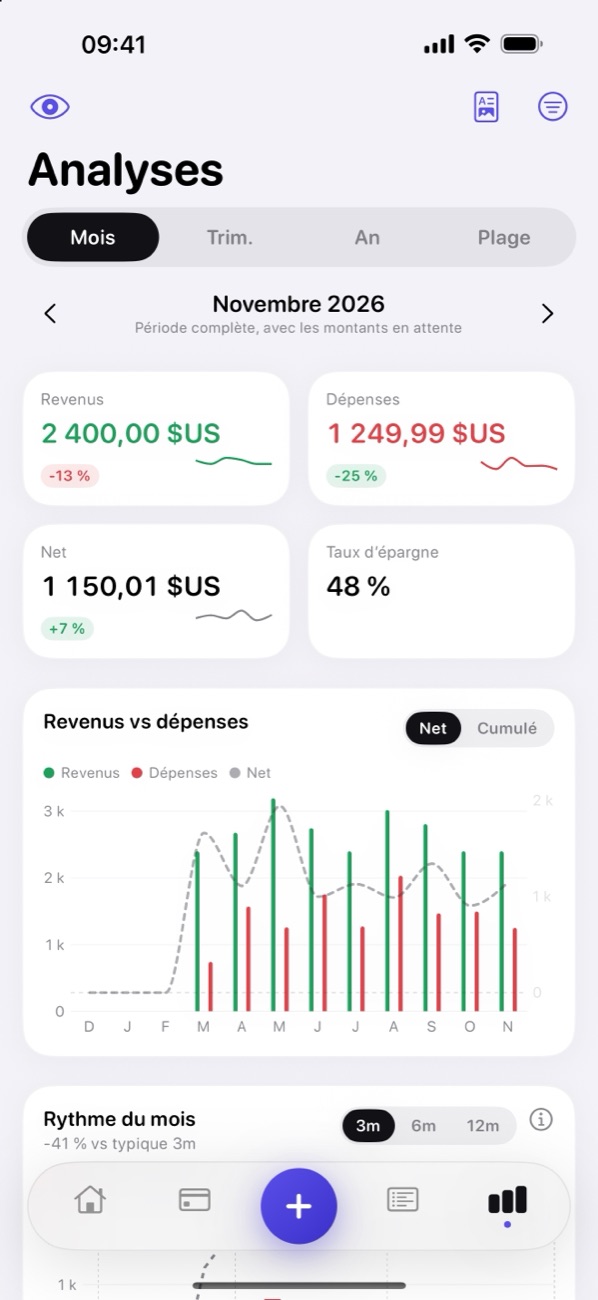 09:41
Analyses
Mois Trim. An Plage
Novembre 2026
Période complète, avec les montants en attente
Revenus
2 400,00 $US
-13 %
Dépenses
1 249,99 $US
-25 %
Net
1 150,01 $US
+7 %
Taux d'épargne
48 %
Revenus vs dépenses
Net Cumulé
Revenus Dépenses Net
3 k 2 k
2 k
1 k
1 k
0
0
D J F M A M J J A S O N
Rythme du mois
3m 6m 12m
-41 % vs typique 3m
1 k